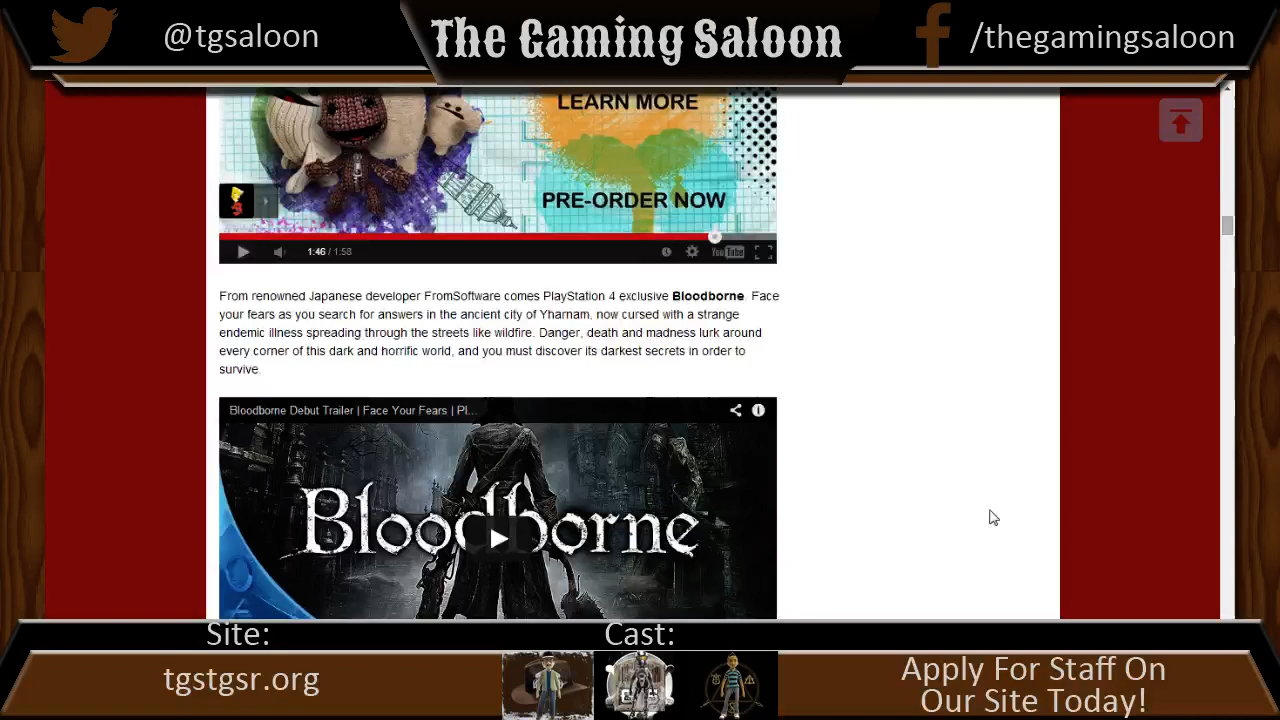 @tgsaloon
The Gaming Saloon
/thegamingsaloon
LEARN MORE
PRE-ORDER NOW
1:46 / 1:58
You Tube
From renowned Japanese developer FromSoftware comes PlayStation 4 exclusive Bloodborne. Face
your fears as you search for answers in the ancient city of Yharnam, now cursed with a strange
endemic illness spreading through the streets like wildfire. Danger, death and madness lurk around
every corner of this dark and horrific world, and you must discover its darkest secrets in order to
survive.
Bloodborne Debut Trailer | Face Your Fears | Pl...
Bloodborne
Site:
Cast:
tgstgsr.org
Apply For Staff On
Our Site Today!